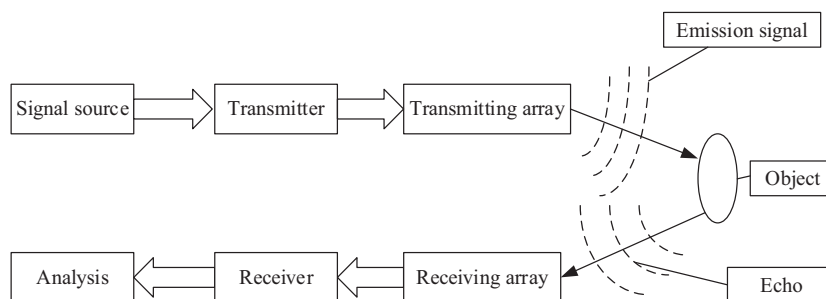 Emission signal
Signal source
Transmitter
Transmitting array
Object
Analysis
Receiver
Receiving array
Echo